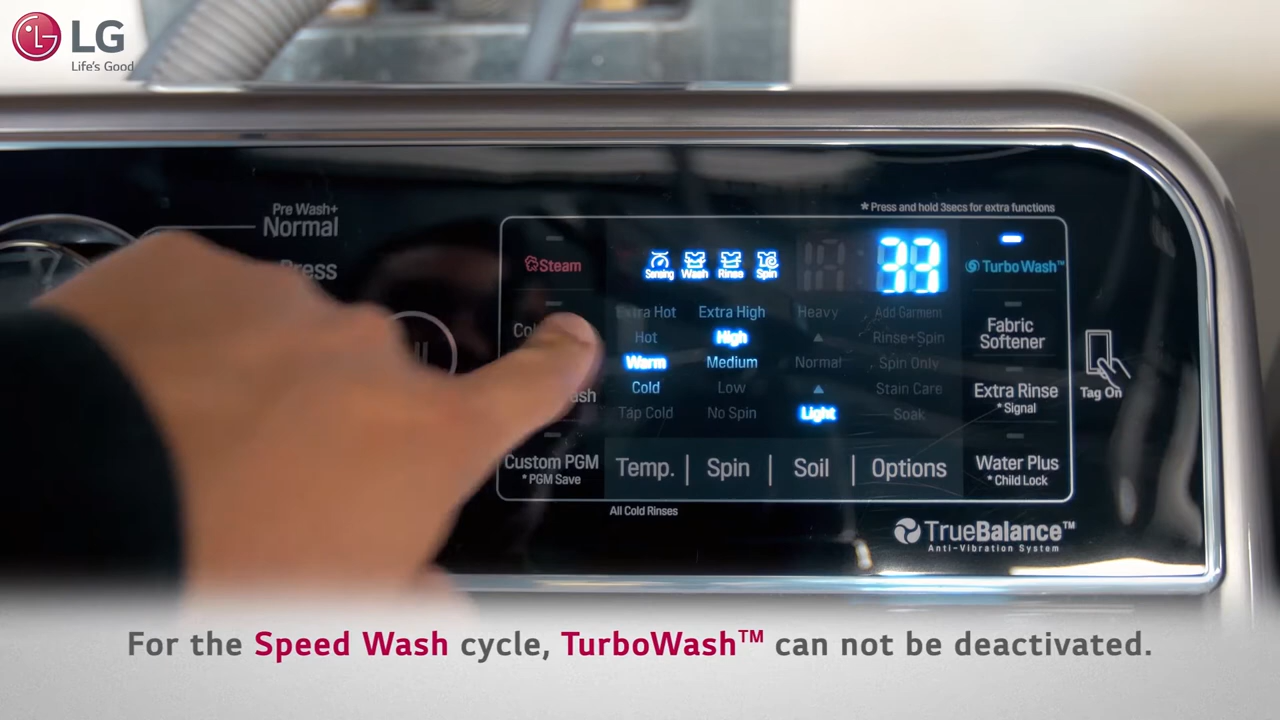 LG
Life's Good
Pre Wash+
Normal
Press
*Press and hold 3secs for extra functions
Steam
Sensing Wash Rinse Spin
33
TurboWash™
Extra Hot
Hot
Warm
Cold
Tap Cold
Extra High
High
Medium
Low
No Spin
Heavy
Normal
Light
Add Garment
Rinse+Spin
Spin Only
Stain Care
Soak
Fabric
Softener
Extra Rinse
*Signal
Water Plus
*Child Lock
Tag On
Custom PGM
*PGM Save
Temp. | Spin | Soil | Options
All Cold Rinses
TrueBalance™
Anti-Vibration System
For the Speed Wash cycle, TurboWash™ can not be deactivated.